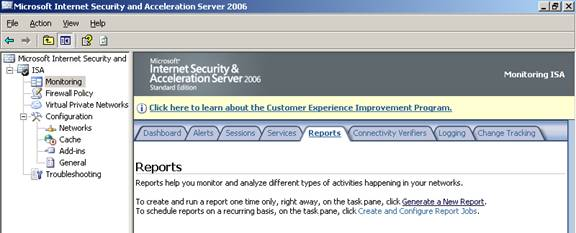 Microsoft Internet Security and Acceleration Server 2006
File Action View Help
Microsoft Internet Security and
ISA
Monitoring
Firewall Policy
Virtual Private Networks
Configuration
Networks
Cache
Add-ins
General
Troubleshooting
Microsoft
Internet Security &
Acceleration Server 2006
Standard Edition
Monitoring ISA
Click here to learn about the Customer Experience Improvement Program.
Dashboard Alerts Sessions Services Reports Connectivity Verifiers Logging Change Tracking
Reports
Reports help you monitor and analyze different types of activities happening in your networks.
To create and run a report one time only, right away, on the task pane, click Generate a New Report.
To schedule reports on a recurring basis, on the task pane, click Create and Configure Report Jobs.